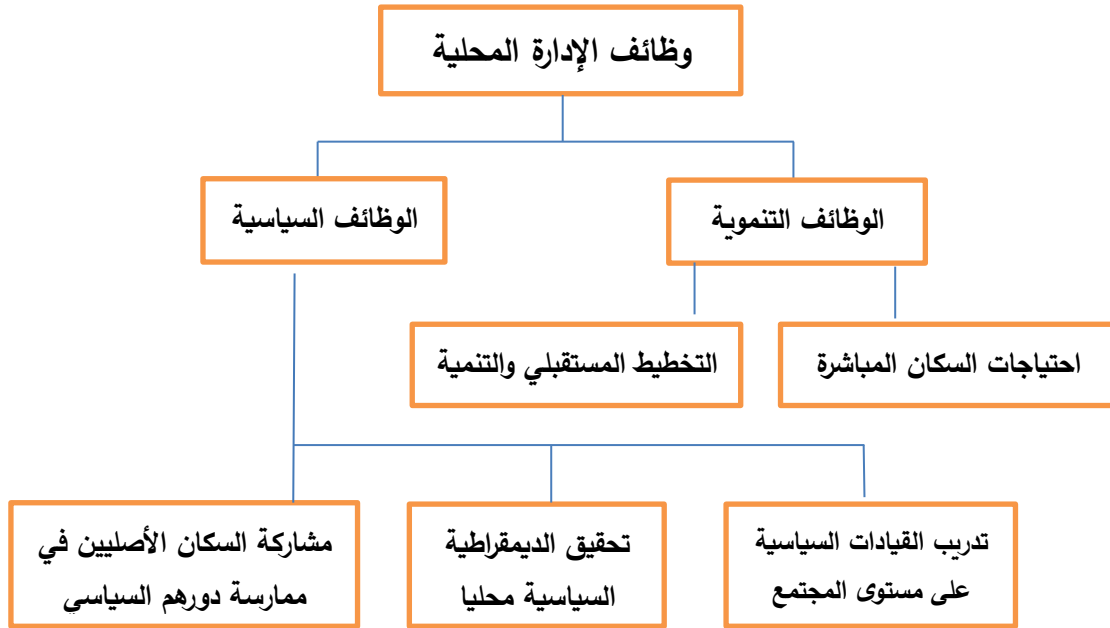 وظائف الإدارة المحلية
الوظائف التنموية
الوظائف السياسية
احتياجات السكان المباشرة
التخطيط المستقبلي والتنمية
تدريب القيادات السياسية
على مستوى المجتمع
تحقيق الديمقراطية
السياسية محليا
مشاركة السكان الأصليين في
ممارسة دورهم السياسي